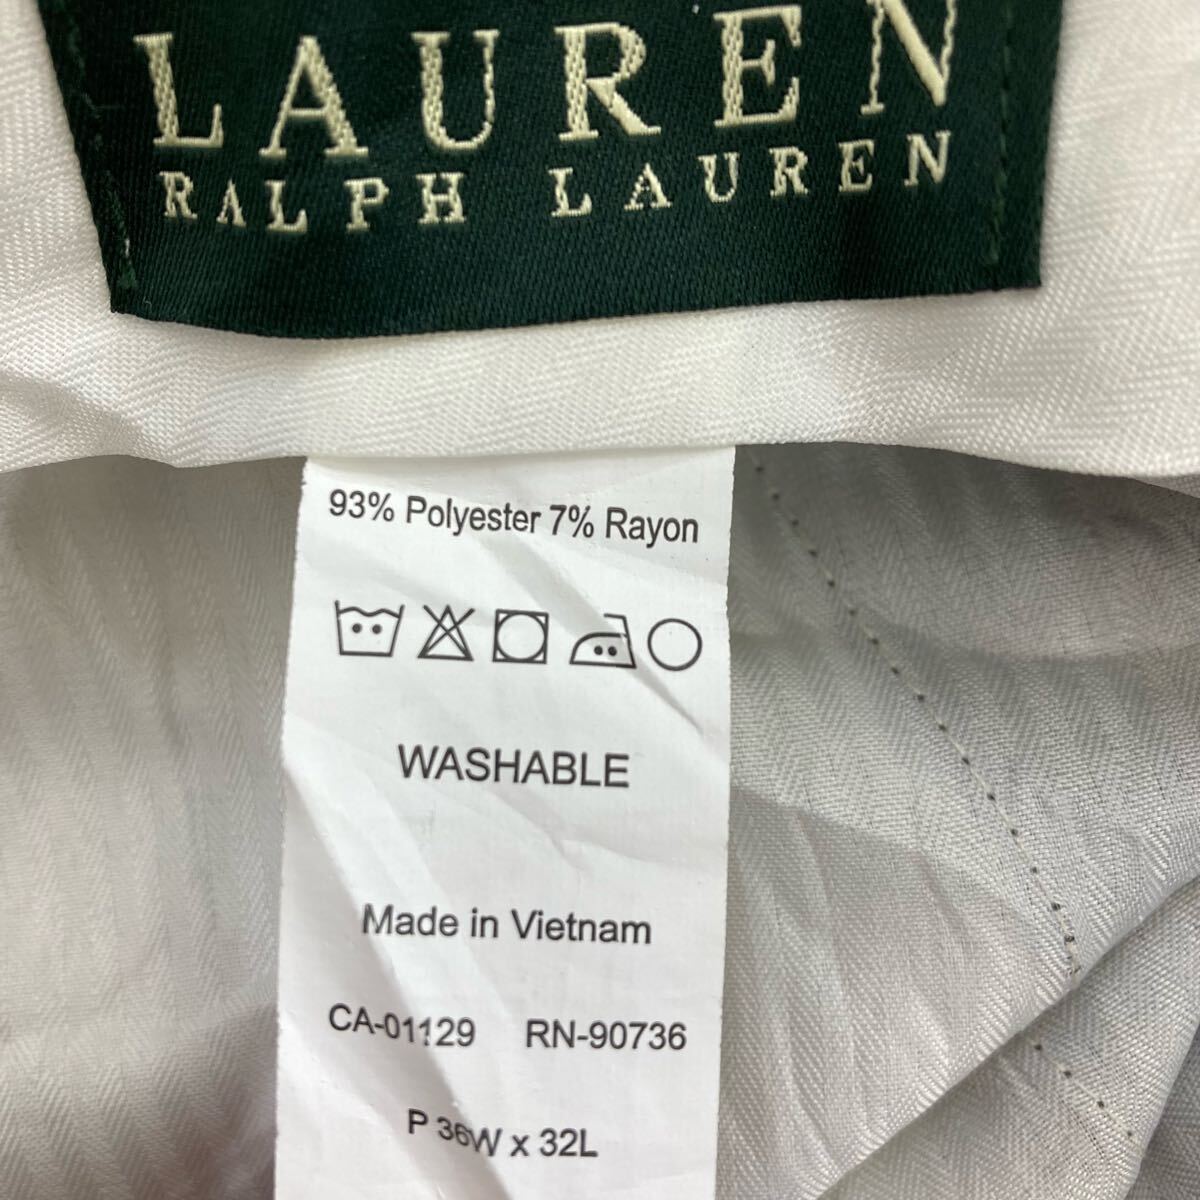 LAUREN
RALPH LAUREN
93% Polyester 7% Rayon
WASHABLE
Made in Vietnam
CA-01129 RN-90736
P 36W x 32L